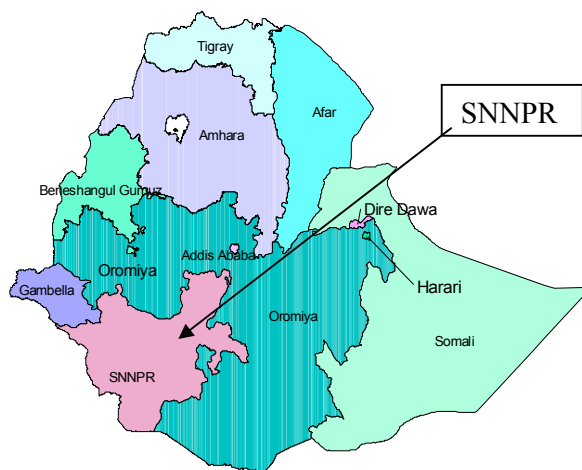 Tigray
SNNPR
Afar
Amhara
Beneshangul Gumuz
Dire Dawa
Addis Ababa
Oromiya
Gambella
Harari
Oromiya
Somali
SNNPR